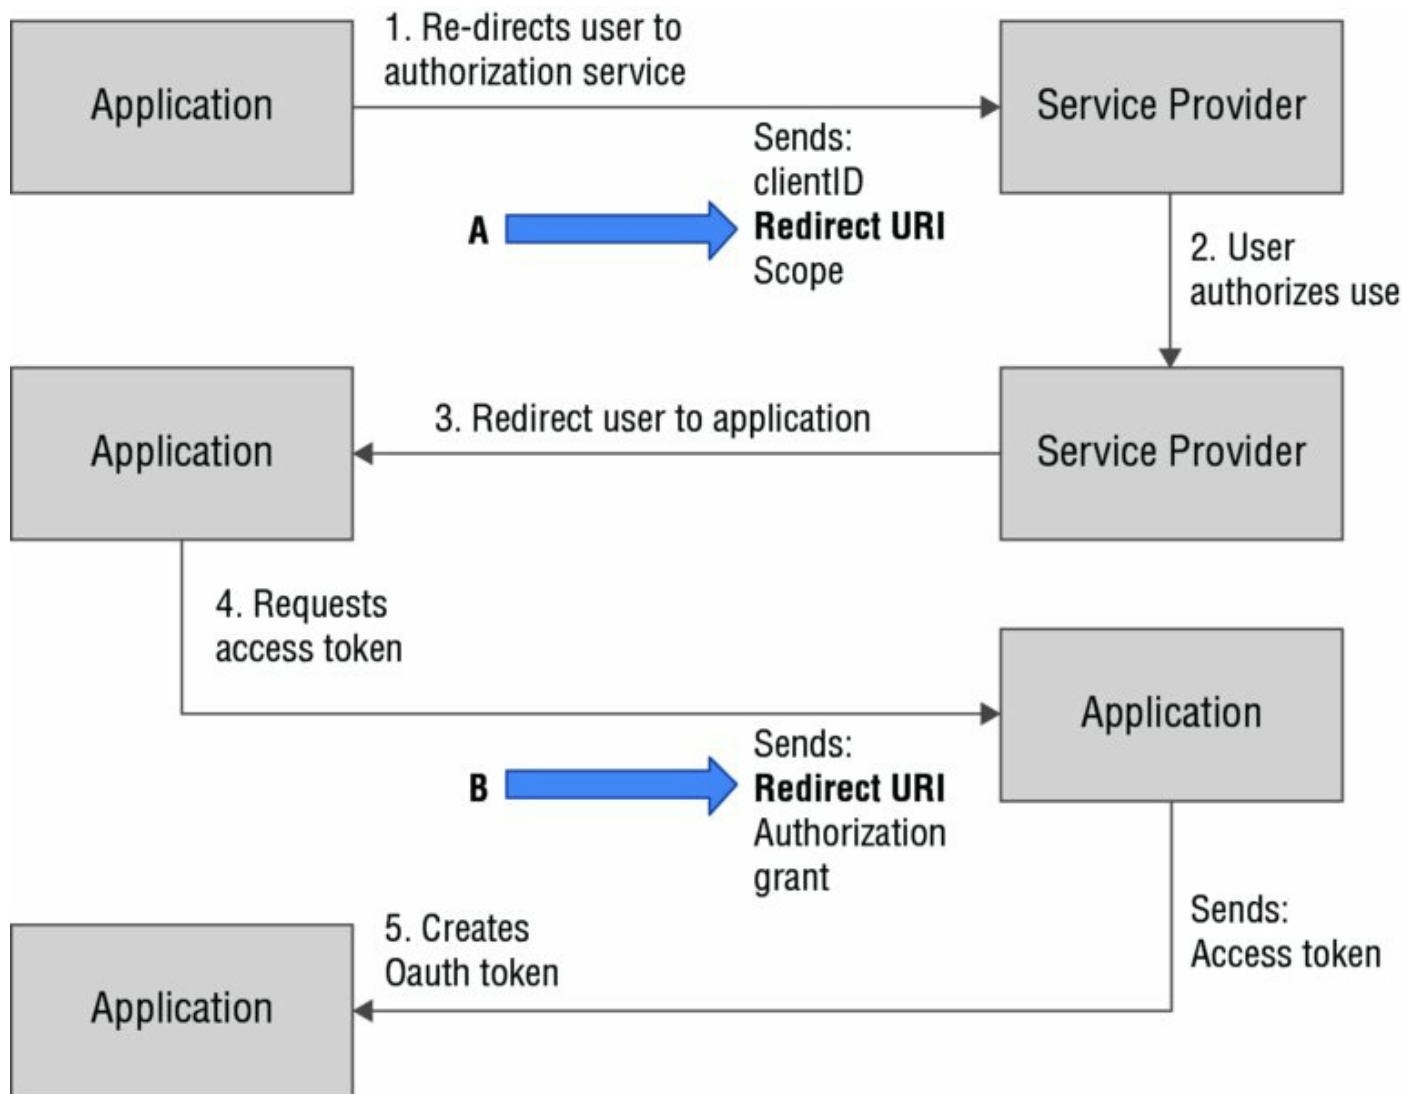 Application
1. Re-directs user to
authorization service
Service Provider
Sends:
clientID
A
Redirect URI
Scope
2. User
authorizes use
Application
3. Redirect user to application
Service Provider
4. Requests
access token
Application
Sends:
B
Redirect URI
Authorization
grant
Sends:
Access token
5. Creates
Oauth token
Application